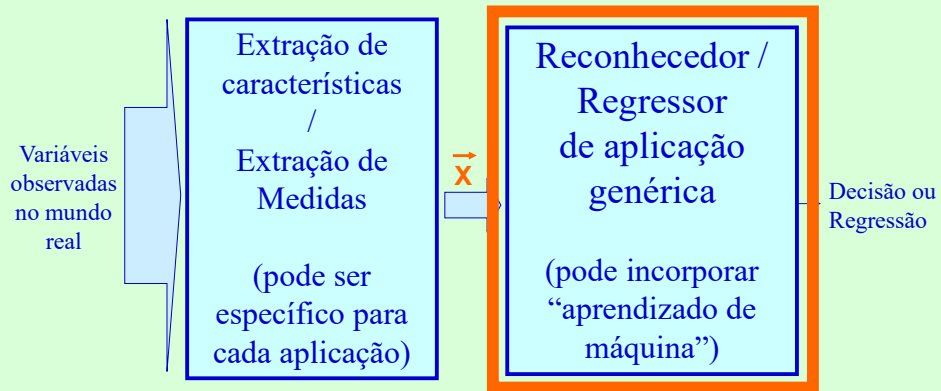 Variáveis
observadas
no mundo
real
Extração de
características
/
Extração de
Medidas
(pode ser
específico para
cada aplicação)
X
Reconhecedor /
Regressor
de aplicação
genérica
(pode incorporar
“aprendizado de
máquina”)
Decisão ou
Regressão